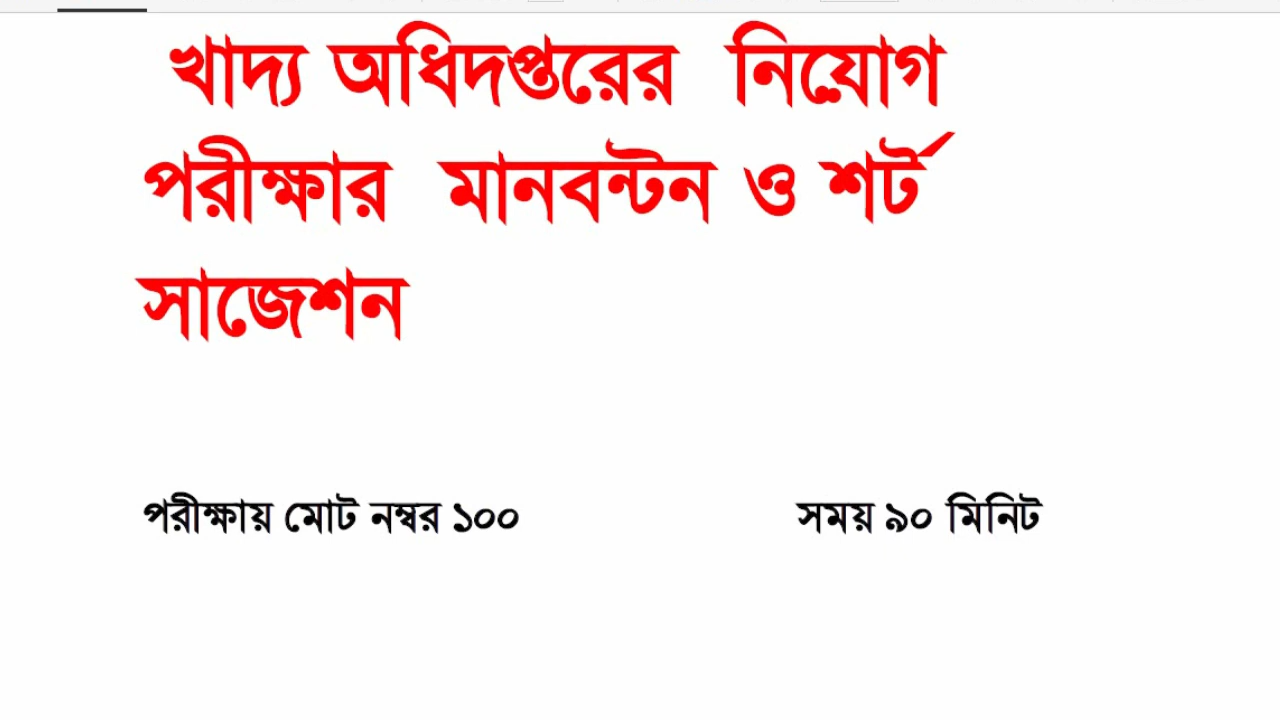 খাদ্য অধিদপ্তরের নিয়োগ
পরীক্ষার মানবন্টন ও শর্ট
সাজেশন
পরীক্ষায় মোট নম্বর ১০০ সময় ৯০ মিনিট